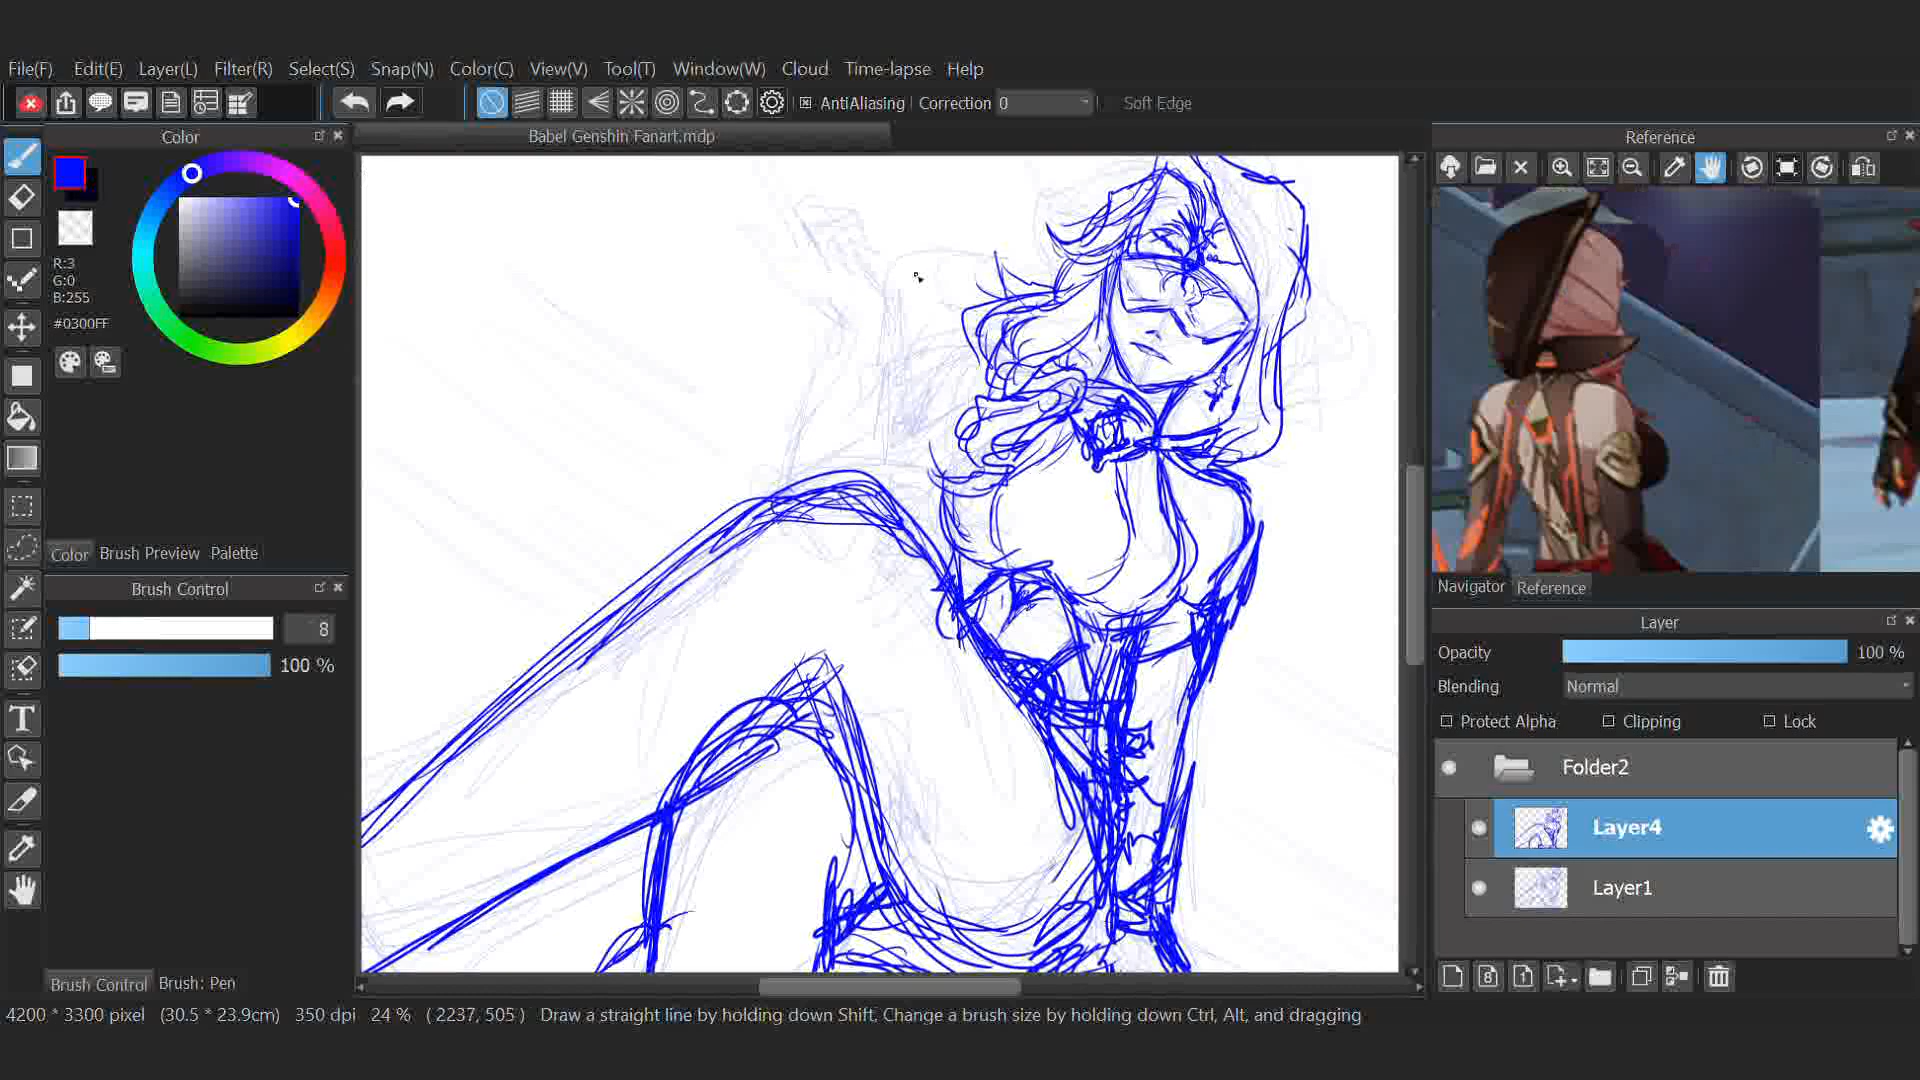 File(F) Edit(E) Layer(L) Filter(R) Select(S) Snap(N) Color(C) View(V) Tool(T) Window(W) Cloud Time-lapse Help
AntiAliasing Correction 0 Soft Edge
Color
Babel Genshin Fanart.mdp
Reference
R:3
G:0
B:255
#0300FF
Color Brush Preview Palette
Brush Control
8
100 %
Brush Control Brush: Pen
Navigator Reference
Layer
Opacity 100 %
Blending Normal
Protect Alpha Clipping Lock
Folder2
Layer4
Layer1
8 1
T
4200 * 3300 pixel (30.5 * 23.9cm) 350 dpi 24 % ( 2237, 505 ) Draw a straight line by holding down Shift, Change a brush size by holding down Ctrl, Alt, and dragging